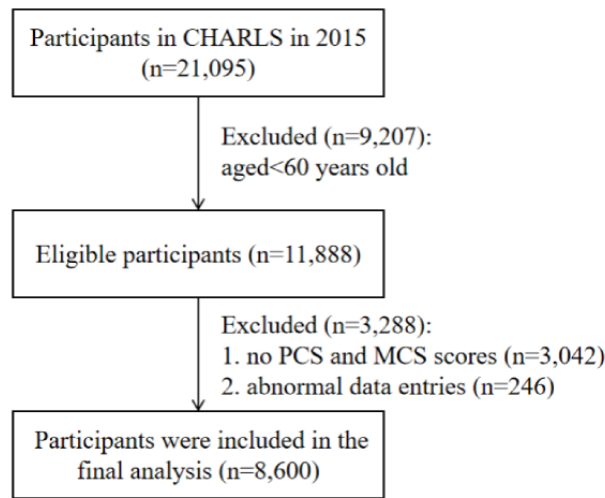 Participants in CHARLS in 2015
(n=21,095)
Excluded (n=9,207):
aged<60 years old
Eligible participants (n=11,888)
Excluded (n=3,288):
1. no PCS and MCS scores (n=3,042)
2. abnormal data entries (n=246)
Participants were included in the
final analysis (n=8,600)